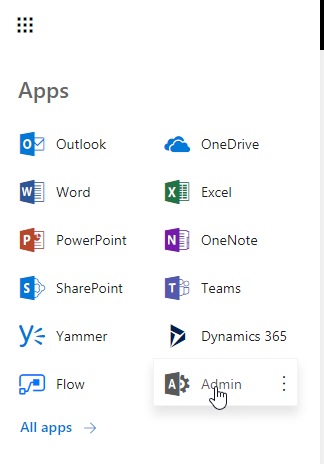 Apps
Outlook OneDrive
Word Excel
PowerPoint OneNote
SharePoint Teams
Yammer Dynamics 365
Flow Admin
All apps